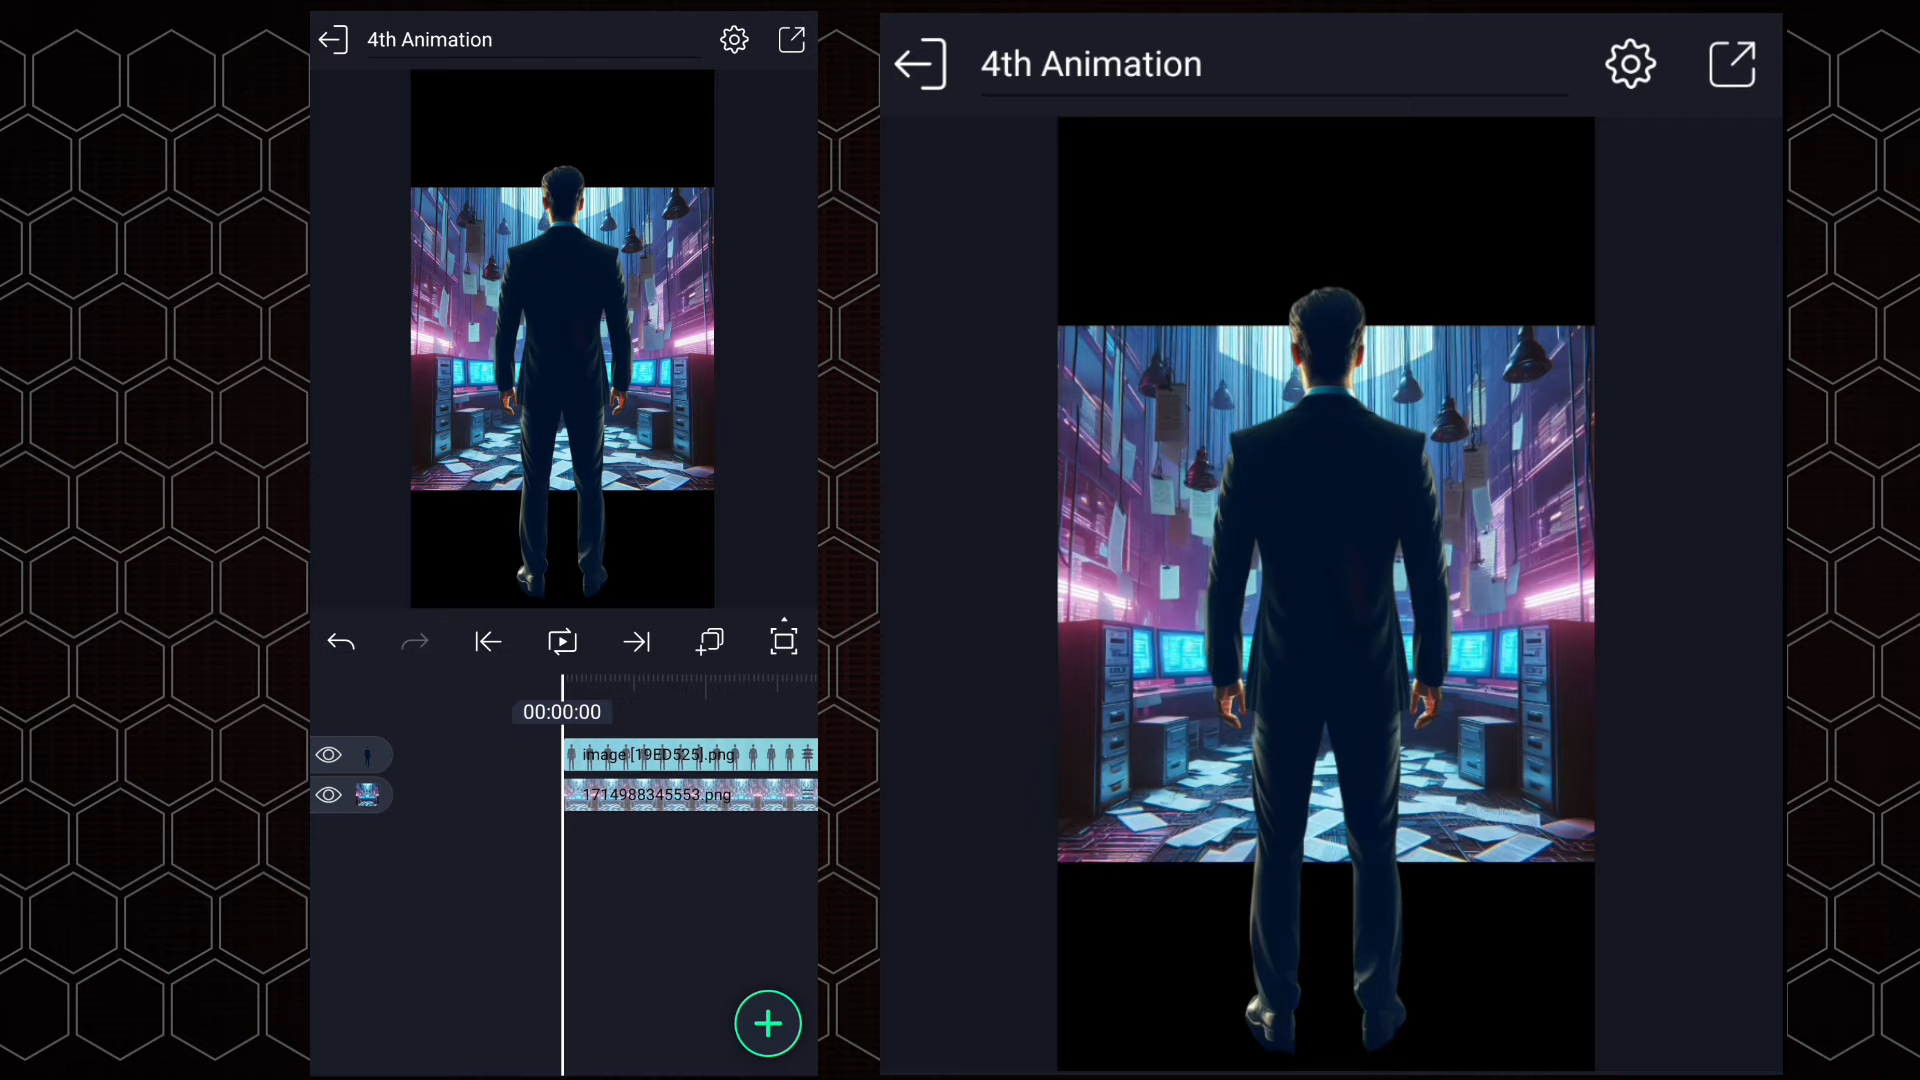 4th Animation
00:00:00
image [19ED525].png
1714988345553.png
4th Animation